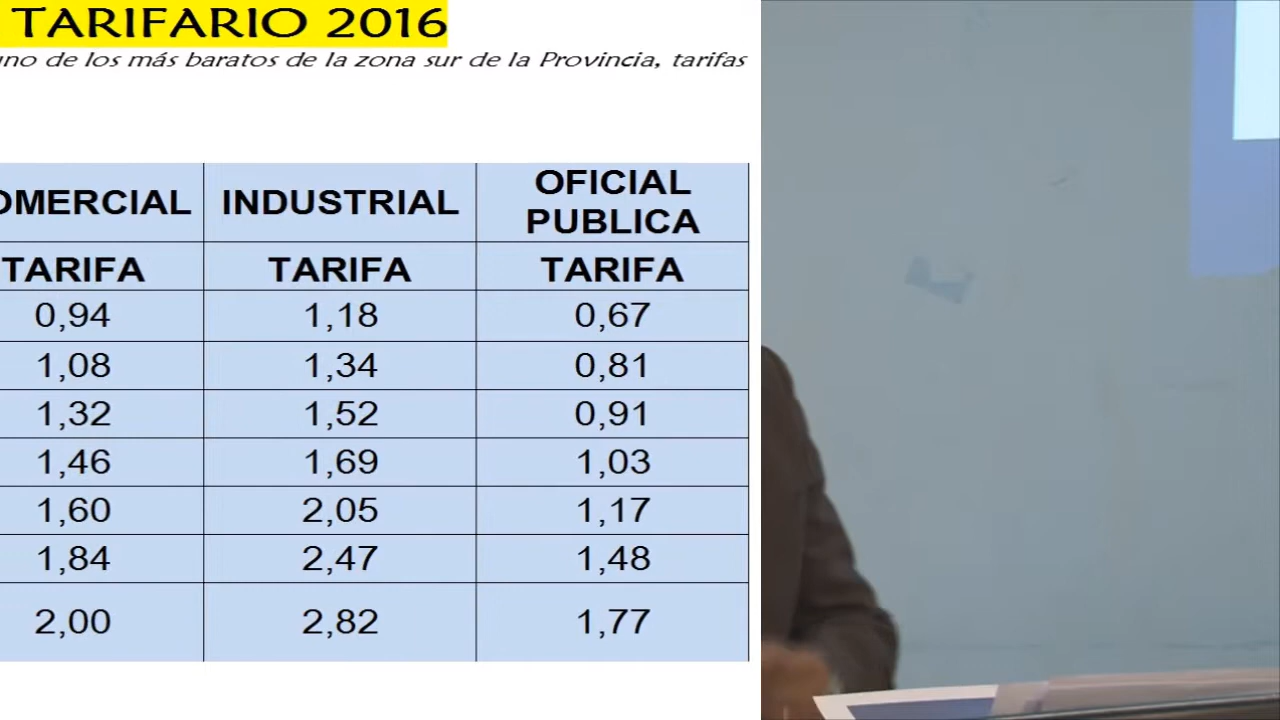 TARIFARIO 2016
de los más baratos de la zona sur de la Provincia, tarifas
INDUSTRIAL OFICIAL PUBLICA
TARIFA TARIFA TARIFA
0,94 1,18 0,67
1,08 1,34 0,81
1,32 1,52 0,91
1,46 1,69 1,03
1,60 2,05 1,17
1,84 2,47 1,48
2,00 2,82 1,77